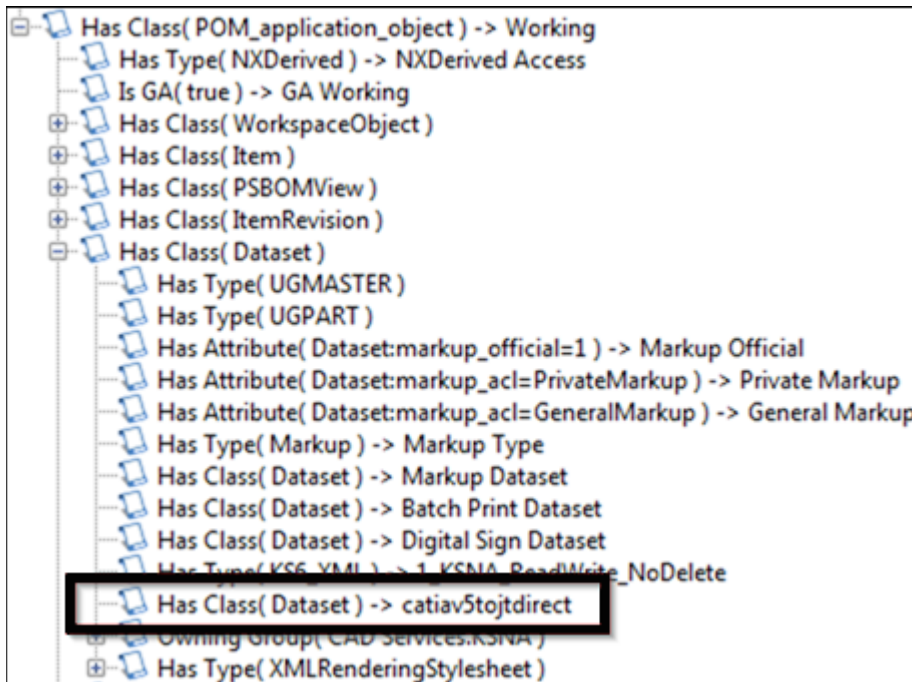 Has Class( POM_application_object ) -> Working
Has Type( NXDerived ) -> NXDerived Access
Is GA( true ) -> GA Working
Has Class( WorkspaceObject )
Has Class( Item )
Has Class( PSBOMView )
Has Class( ItemRevision )
Has Class( Dataset )
Has Type( UGMASTER )
Has Type( UGPART )
Has Attribute( Dataset:markup_official=1 ) -> Markup Official
Has Attribute( Dataset:markup_acl=PrivateMarkup ) -> Private Markup
Has Attribute( Dataset:markup_acl=GeneralMarkup ) -> General Markup
Has Type( Markup ) -> Markup Type
Has Class( Dataset ) -> Markup Dataset
Has Class( Dataset ) -> Batch Print Dataset
Has Class( Dataset ) -> Digital Sign Dataset
Has Type( KS6_XML ) -> 1_KSNA_ReadWrite_NoDelete
Has Class( Dataset ) -> catiav5tojtdirect
Owning Group( CAD Services.KSNA )
Has Type( XMLRenderingStylesheet )